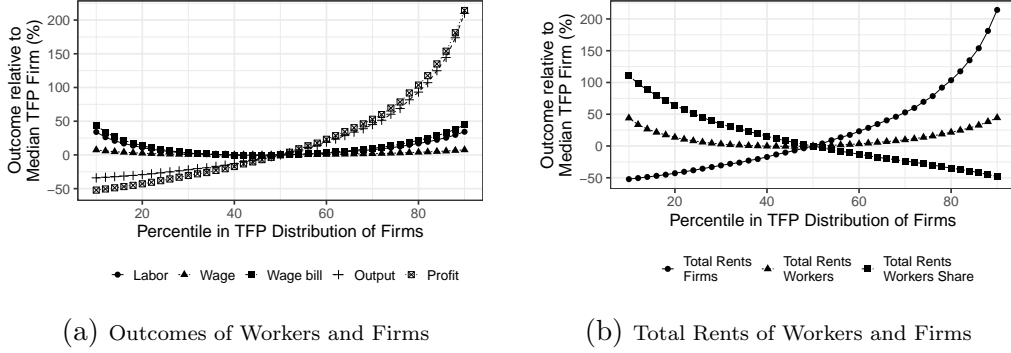 Outcome relative to
Median TFP Firm (%)
200
150
100
50
0
−50
20
40
60
80
Percentile in TFP Distribution of Firms
Labor
Wage
Wage bill
Output
Profit
(a) Outcomes of Workers and Firms
Outcome relative to
Median TFP Firm (%)
200
150
100
50
0
−50
20
40
60
80
Percentile in TFP Distribution of Firms
Total Rents
Firms
Total Rents
Workers
Total Rents
Workers Share
(b) Total Rents of Workers and Firms